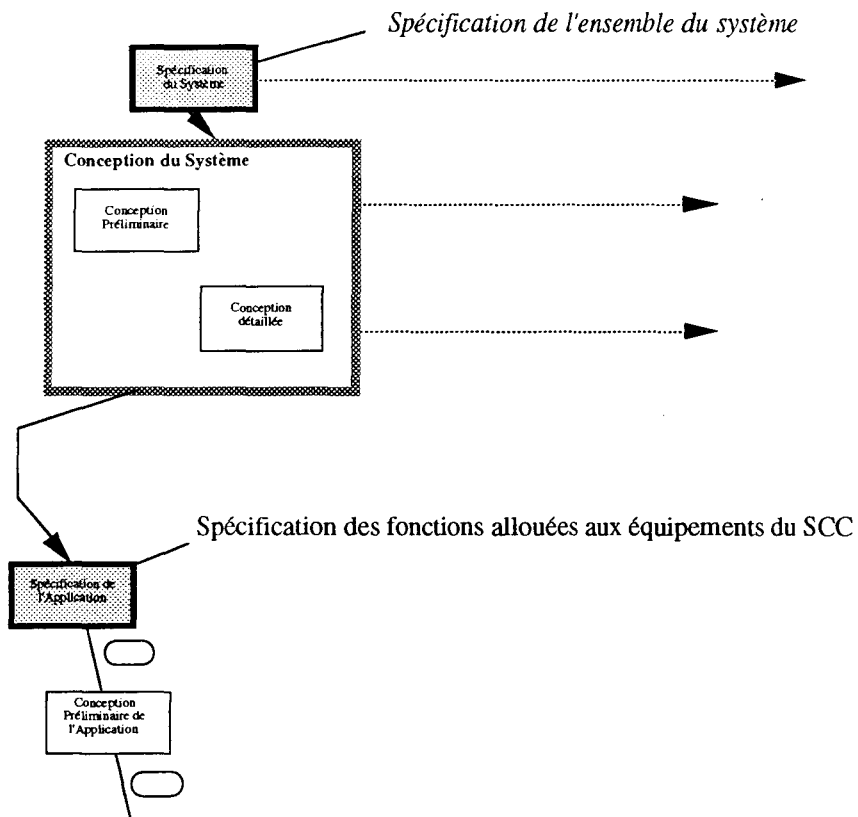 Spécification de l'ensemble du système
Spécification
du Système
Conception du Système
Conception
Préliminaire
Conception
détaillée
Spécification des fonctions allouées aux équipements du SCC
Spécification de
l'Application
Conception
Préliminaire de
l'Application